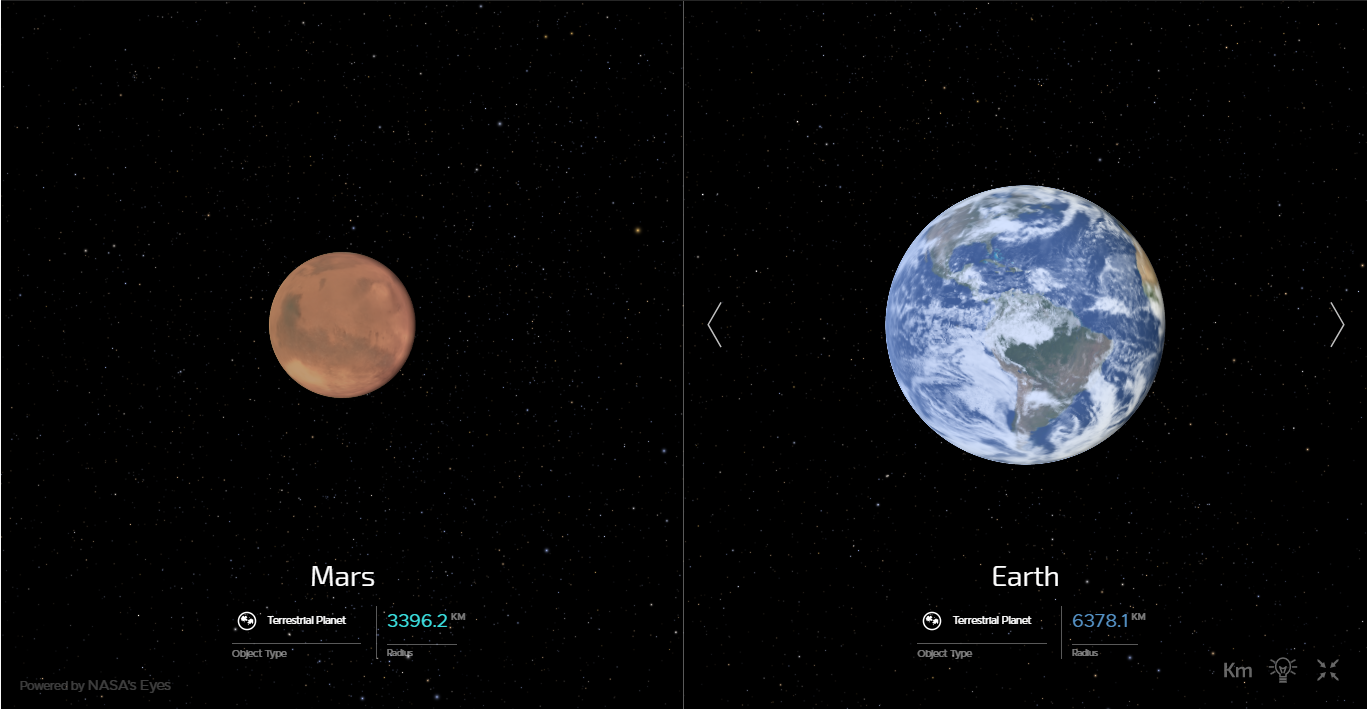 Mars
Terrestrial Planet
Object Type
3396.2 KM
Radius
Earth
Terrestrial Planet
Object Type
6378.1 KM
Radius
Powered by NASA's Eyes
Km